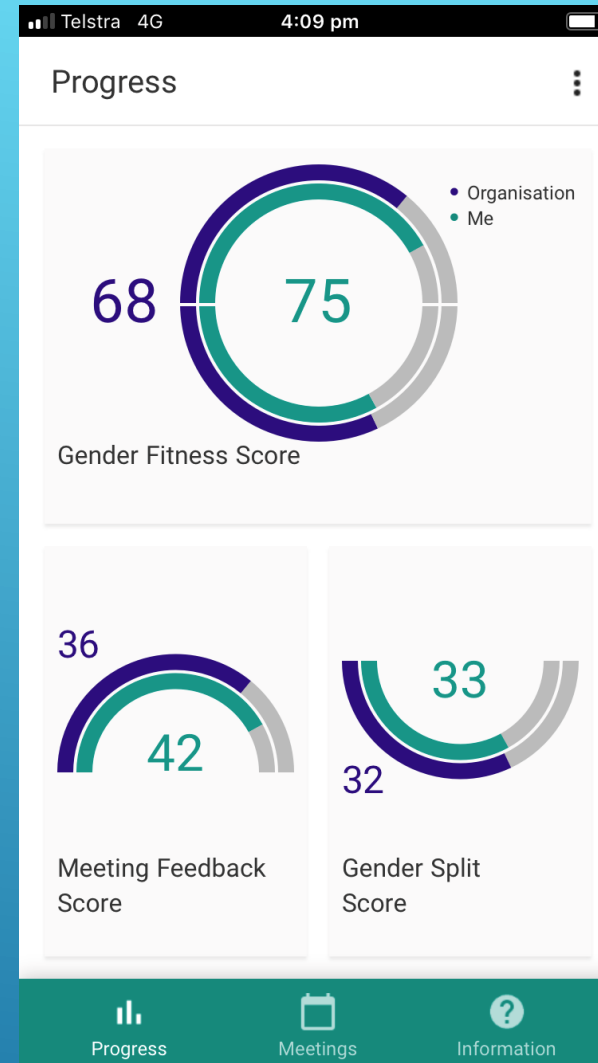 Telstra 4G 4:09 pm
Progress
Organisation
Me
68
75
Gender Fitness Score
36
42
Meeting Feedback
Score
33
32
Gender Split
Score
Progress Meetings Information